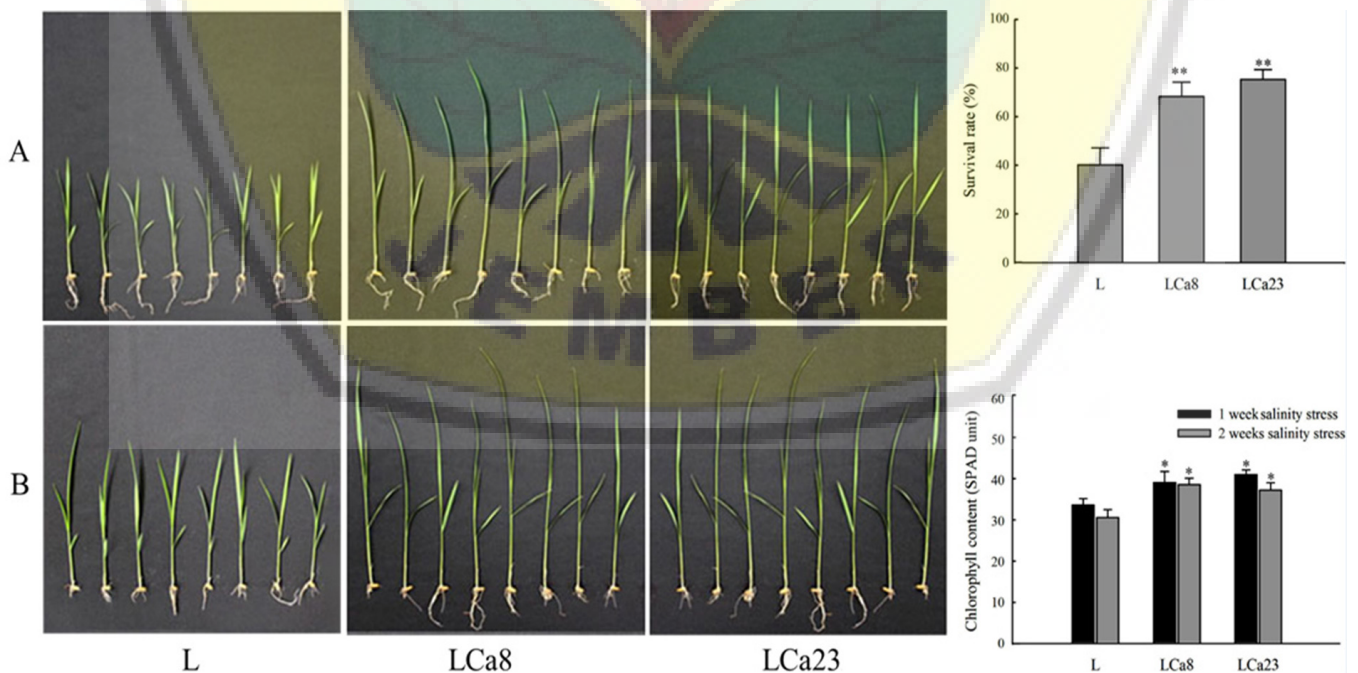 A
B
L
LCa8
LCa23
Survival rate (%)
100
80
60
40
20
0
**
**
L
LCa8
LCa23
Chlorophyll content (SPAD unit)
60
50
40
30
20
10
0
1 week salinity stress
2 weeks salinity stress
*
*
*
*
L
LCa8
LCa23
JEMBER